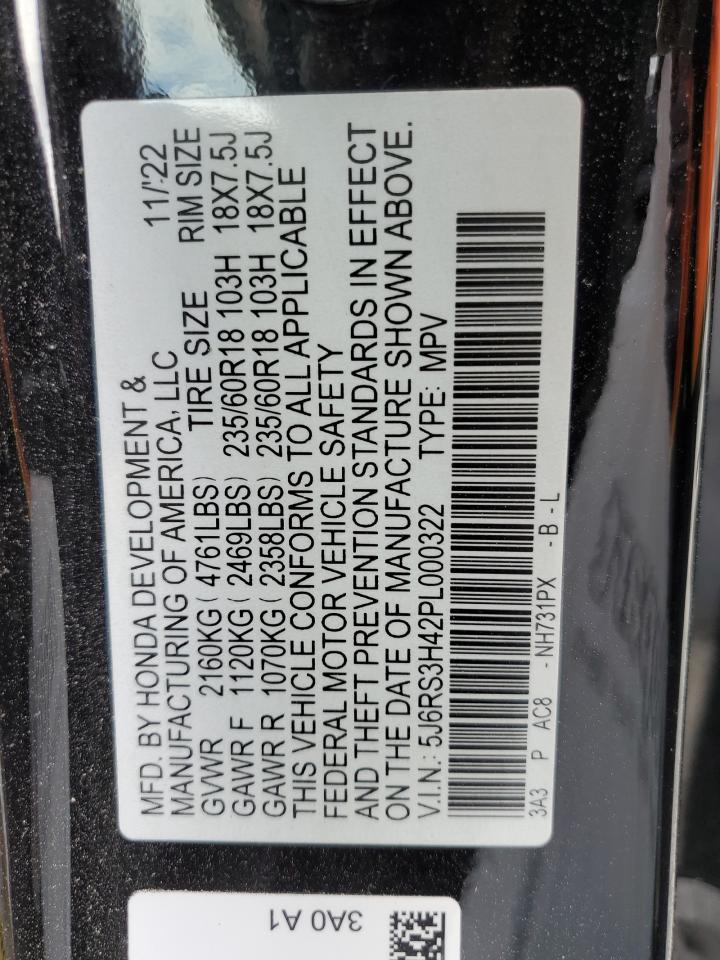 MFD. BY HONDA DEVELOPMENT &
MANUFACTURING OF AMERICA, LLC 11/'22
GVWR 2160KG ( 4761LBS) TIRE SIZE RIM SIZE
GAWR F 1120KG ( 2469LBS) 235/60R18 103H 18X7.5J
GAWR R 1070KG ( 2358LBS) 235/60R18 103H 18X7.5J
THIS VEHICLE CONFORMS TO ALL APPLICABLE
FEDERAL MOTOR VEHICLE SAFETY
AND THEFT PREVENTION STANDARDS IN EFFECT
ON THE DATE OF MANUFACTURE SHOWN ABOVE.
V.I.N.: 5J6RS3H42PL000322 TYPE: MPV
3A3 P AC8 - NH731PX - B - L
3A0 A1